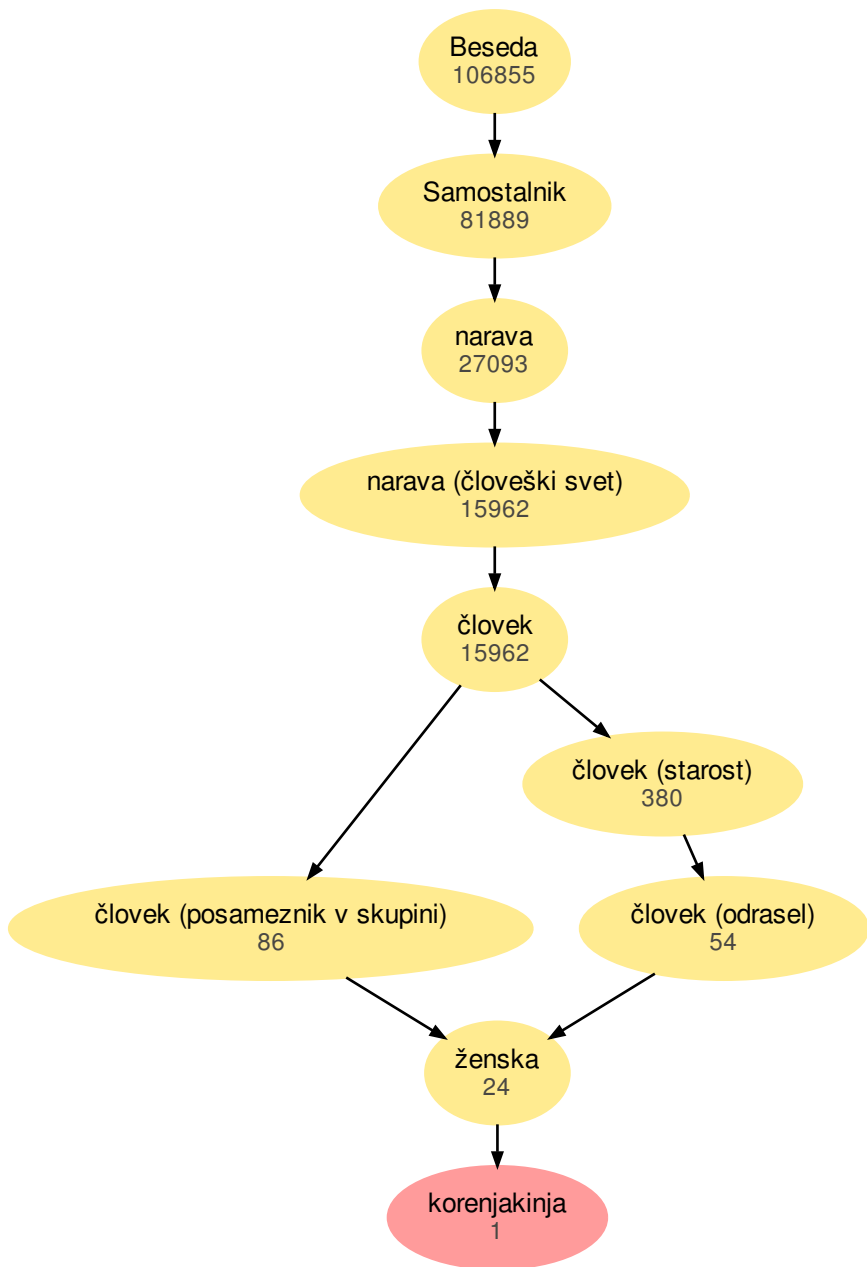 Beseda
106855
Samostalnik
81889
narava
27093
narava (človeški svet)
15962
človek
15962
človek (starost)
380
človek (posameznik v skupini)
86
človek (odrasel)
54
ženska
24
korenjakinja
1